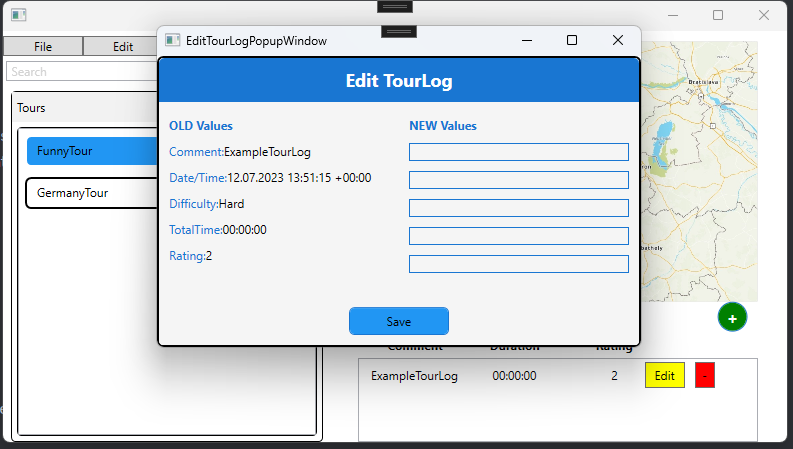 EditTourLogPopupWindow
File Edit
Search
Tours
FunnyTour
GermanyTour
Edit TourLog
OLD Values NEW Values
Comment:ExampleTourLog
Date/Time:12.07.2023 13:51:15 +00:00
Difficulty:Hard
TotalTime:00:00:00
Rating:2
Save
Bratislava
+
Comment Duration Rating
ExampleTourLog 00:00:00 2 Edit -